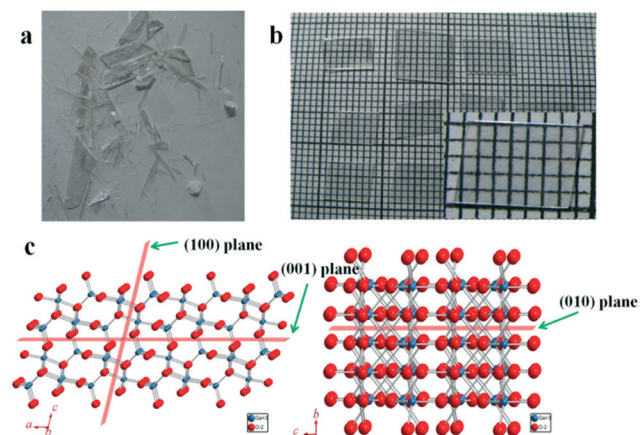 a
b
c
(100) plane
(001) plane
(010) plane
c
a
Ga+3
O-2
b
c
Ga+3
O-2